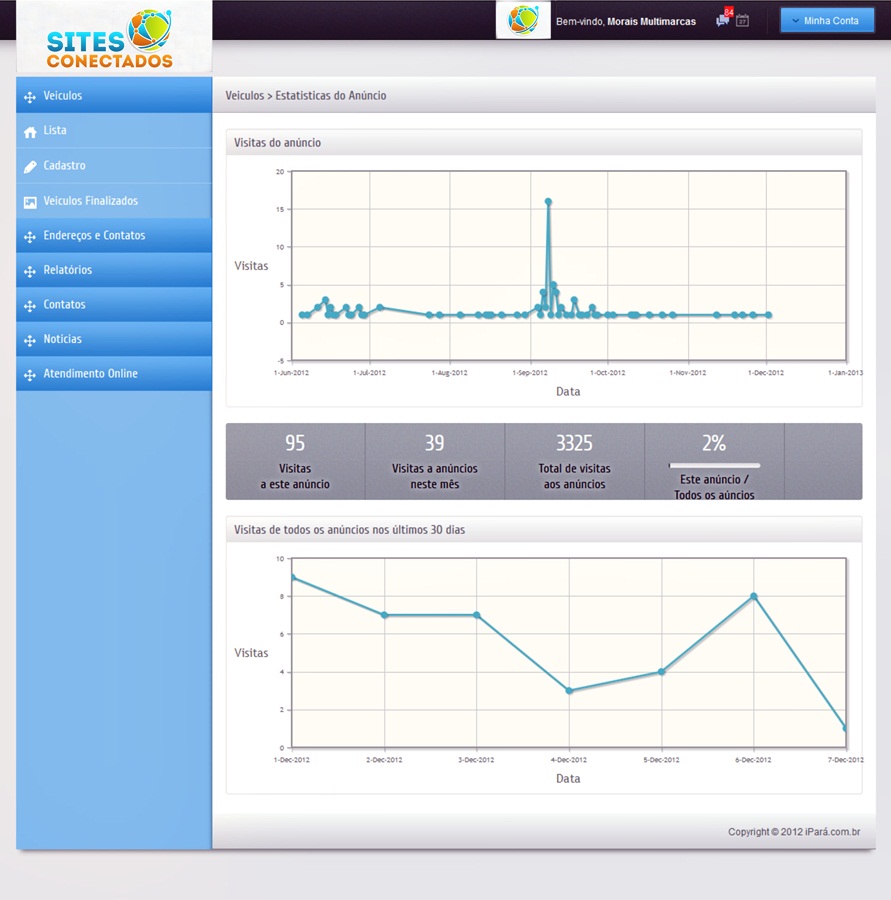 SITES
CONECTADOS
Bem-vindo, Morais Multimarcas
84
Minha Conta
Veículos
Lista
Cadastro
Veículos Finalizados
Endereços e Contatos
Relatórios
Contatos
Notícias
Atendimento Online
Veículos > Estatísticas do Anúncio
Visitas do anúncio
20
15
10
5
0
-5
Visitas
1-Jun-2012 1-Jul-2012 1-Aug-2012 1-Sep-2012 1-Oct-2012 1-Nov-2012 1-Dec-2012 1-Jan-2013
Data
95
Visitas
a este anúncio
39
Visitas a anúncios
neste mês
3325
Total de visitas
aos anúncios
2%
Este anúncio /
Todos os aúncios
Visitas de todos os anúncios nos últimos 30 dias
10
8
6
4
2
0
Visitas
1-Dec-2012 2-Dec-2012 3-Dec-2012 4-Dec-2012 5-Dec-2012 6-Dec-2012 7-Dec-2012
Data
Copyright © 2012 iPará.com.br